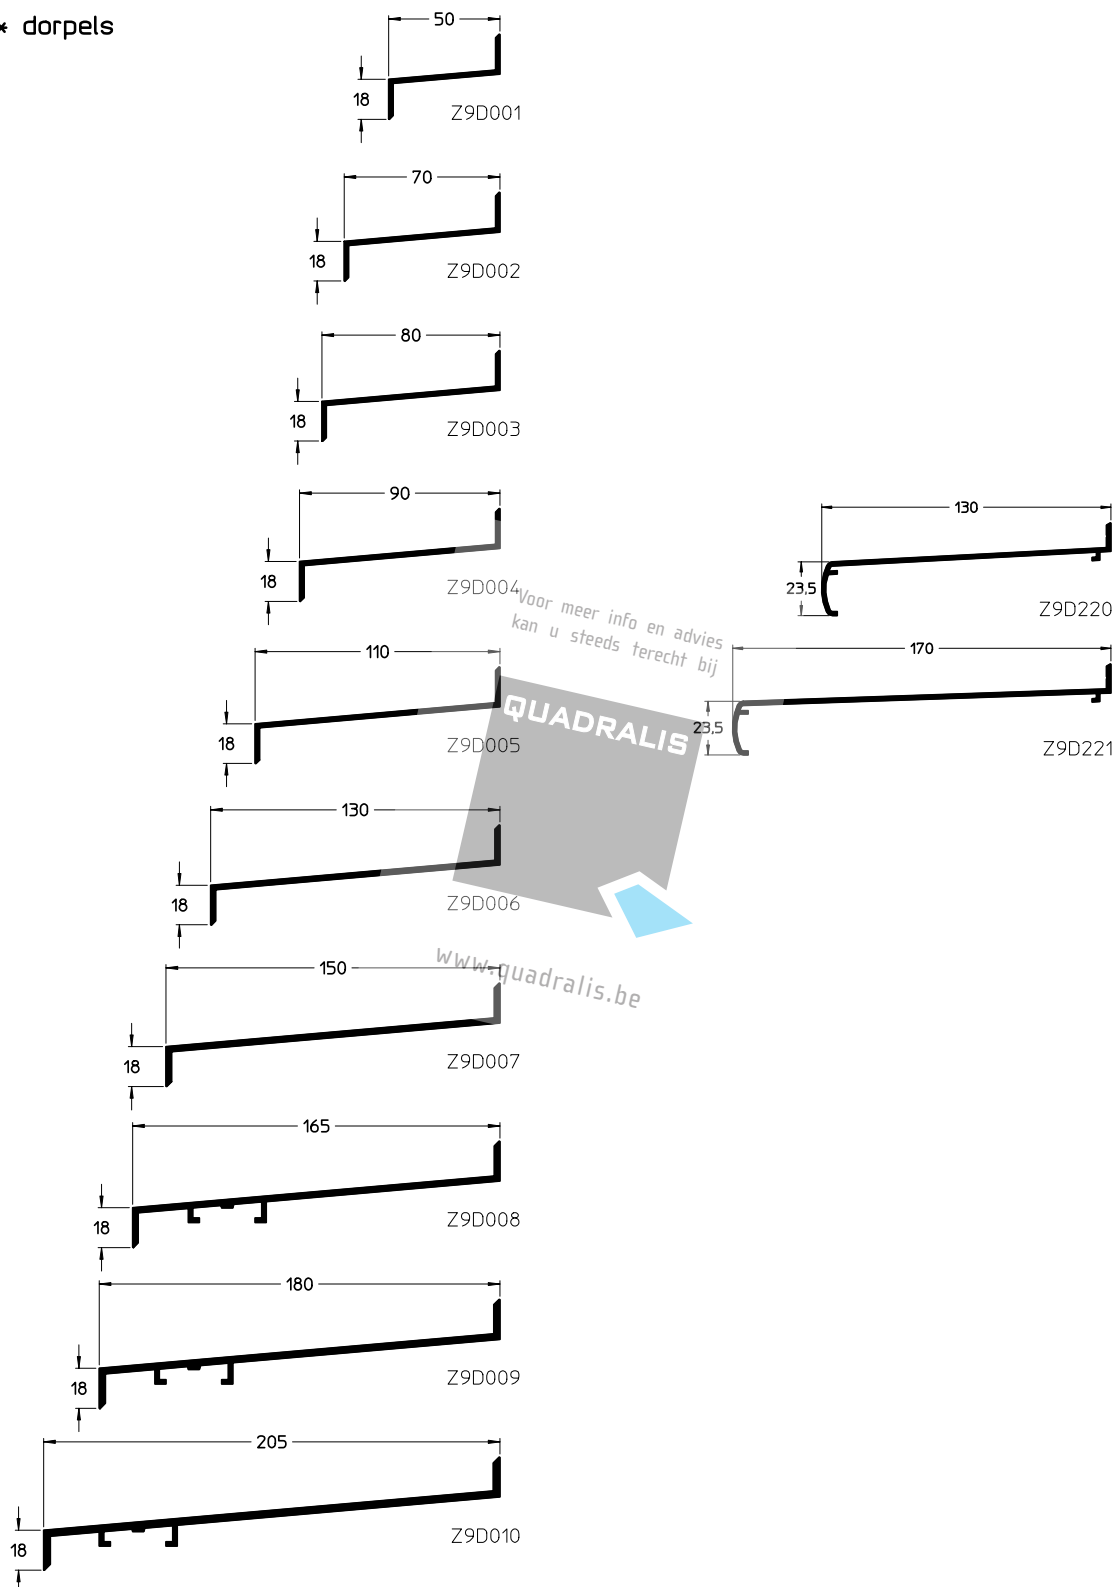 * dorpels
50
18
Z9D001
70
18
Z9D002
80
18
Z9D003
90
18
Z9D004
110
18
Z9D005
130
18
Z9D006
150
18
Z9D007
165
18
Z9D008
180
18
Z9D009
205
18
Z9D010
130
23,5
Z9D220
170
23,5
Z9D221
Voor meer info en advies
kan u steeds terecht bij
QUADRALIS
www.quadralis.be